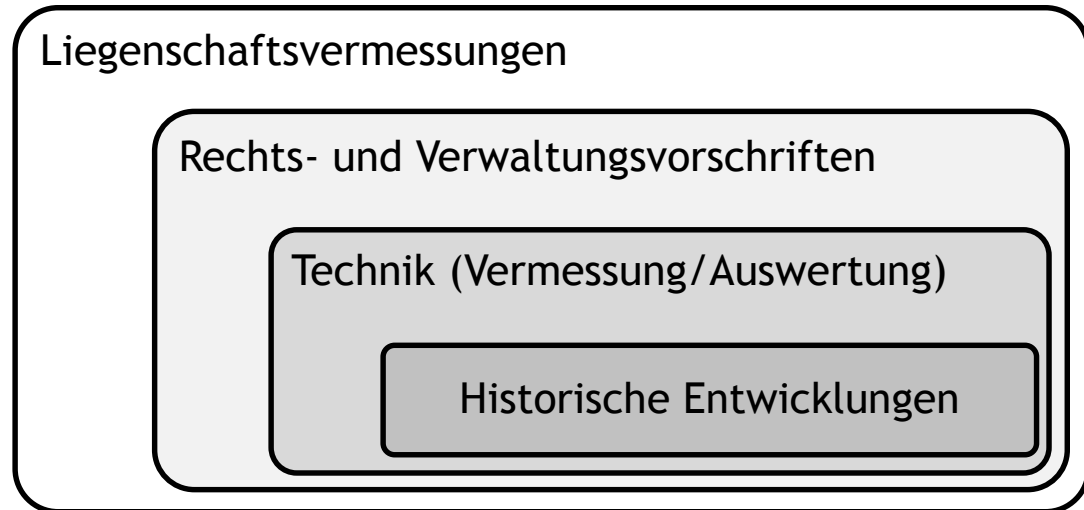 Liegenschaftsvermessungen
Rechts- und Verwaltungsvorschriften
Technik (Vermessung/Auswertung)
Historische Entwicklungen